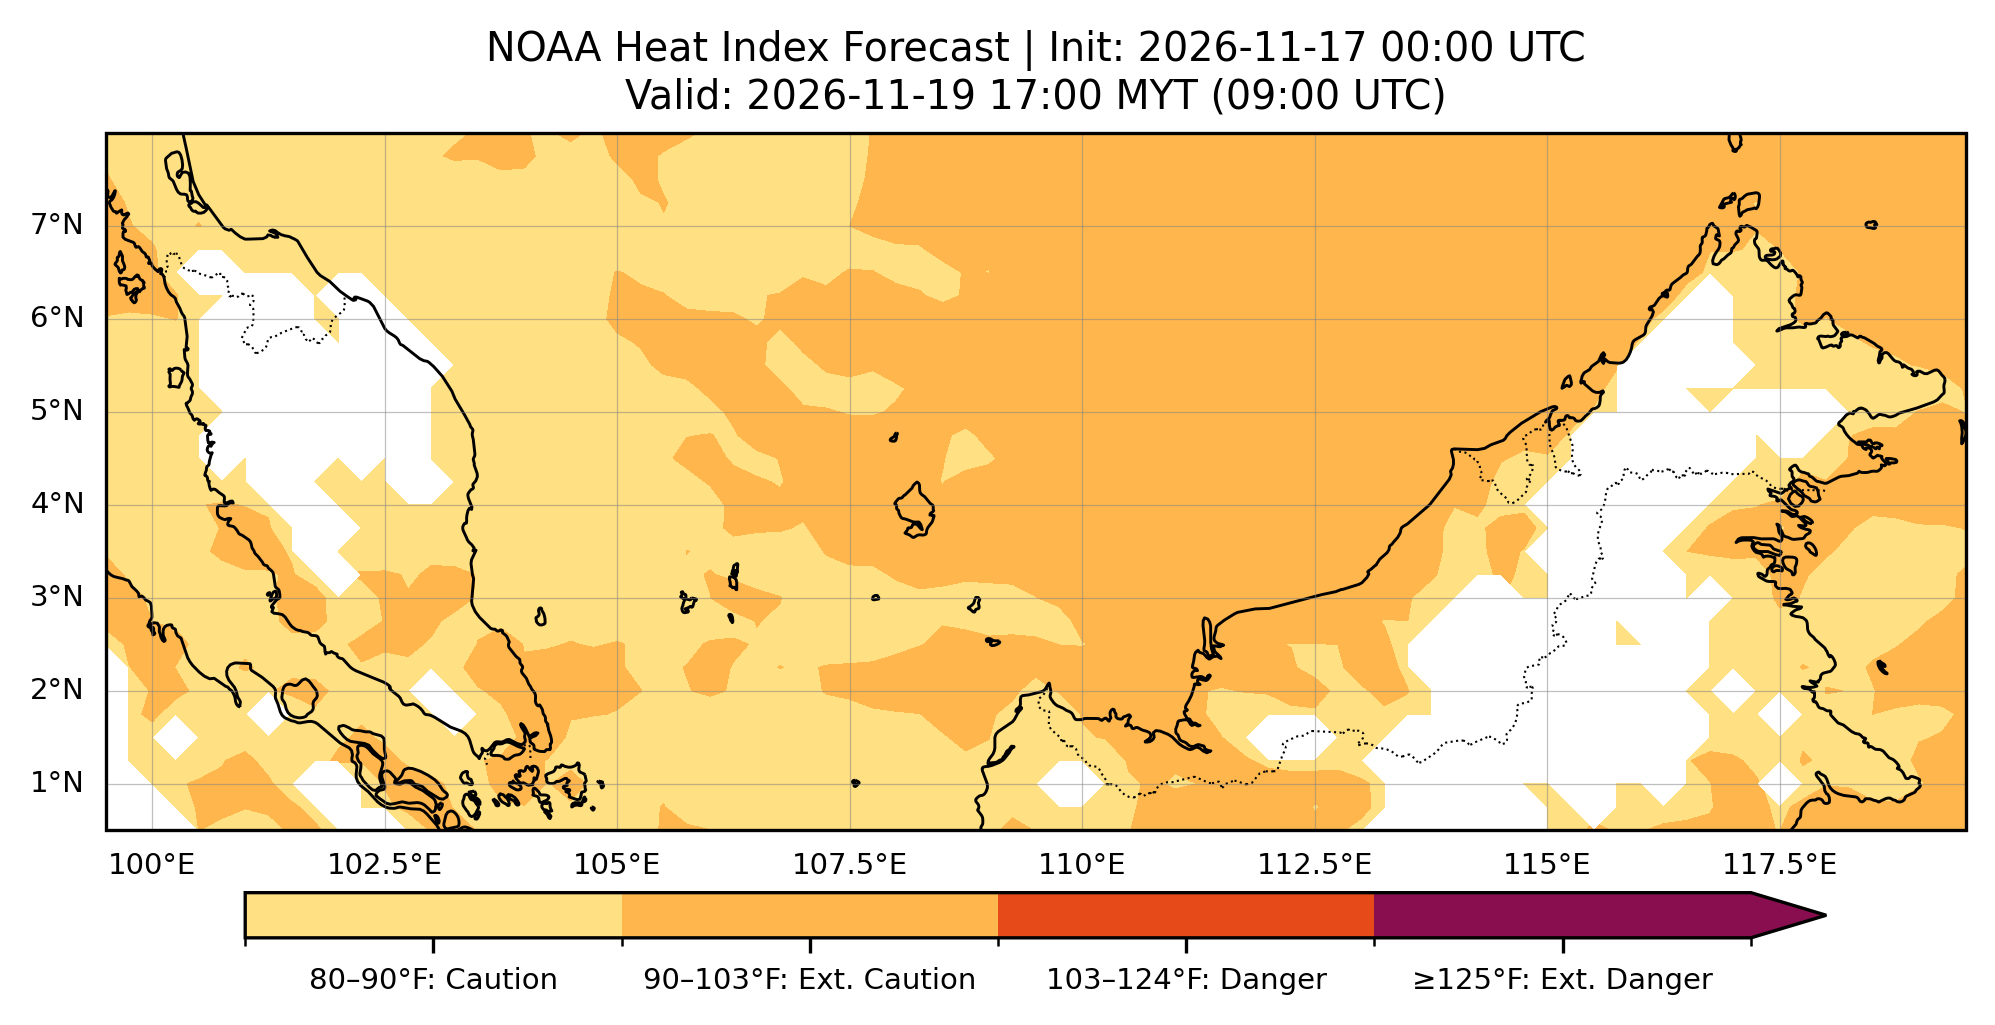 NOAA Heat Index Forecast | Init: 2026-11-17 00:00 UTC
Valid: 2026-11-19 17:00 MYT (09:00 UTC)
7°N
6°N
5°N
4°N
3°N
2°N
1°N
100°E 102.5°E 105°E 107.5°E 110°E 112.5°E 115°E 117.5°E
80–90°F: Caution 90–103°F: Ext. Caution 103–124°F: Danger ≥125°F: Ext. Danger